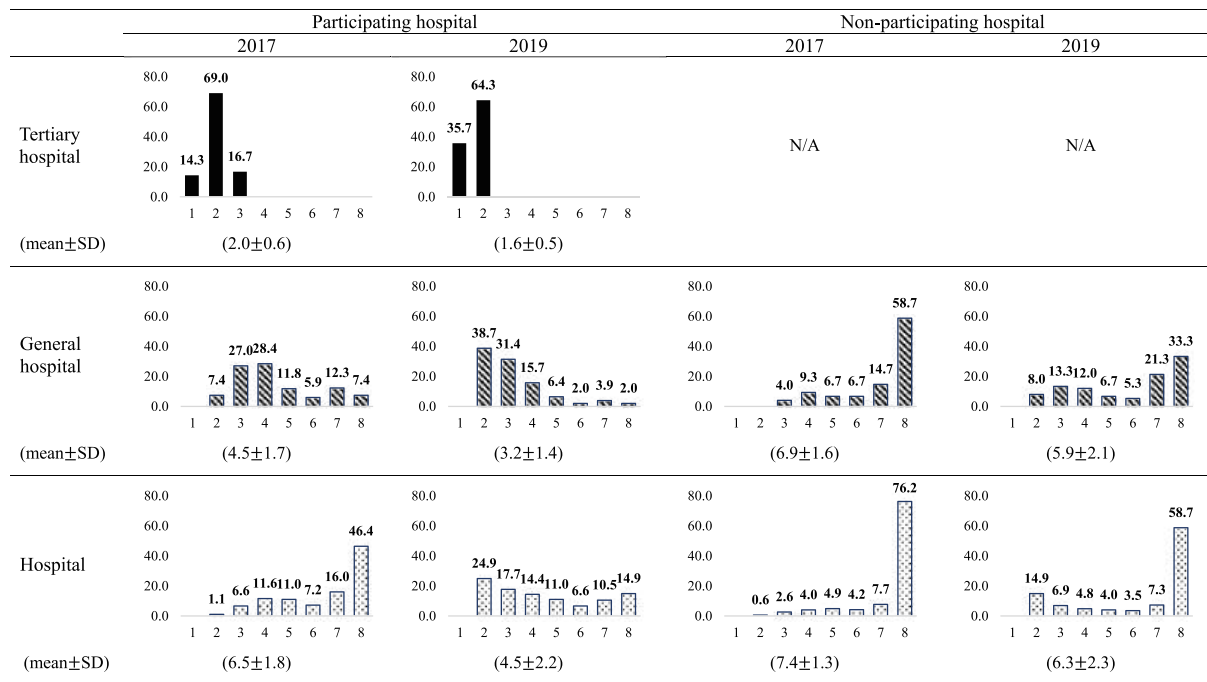 Participating hospital Non-participating hospital
2017 2019 2017 2019
Tertiary hospital
80.0 60.0 40.0 20.0 0.0
14.3 69.0 16.7
1 2 3 4 5 6 7 8
80.0 60.0 40.0 20.0 0.0
35.7 64.3
1 2 3 4 5 6 7 8
N/A N/A
(mean±SD) (2.0±0.6) (1.6±0.5)
General hospital
80.0 60.0 40.0 20.0 0.0
7.4 27.0 28.4 11.8 5.9 12.3 7.4
1 2 3 4 5 6 7 8
80.0 60.0 40.0 20.0 0.0
38.7 31.4 15.7 6.4 2.0 3.9 2.0
1 2 3 4 5 6 7 8
80.0 60.0 40.0 20.0 0.0
4.0 9.3 6.7 6.7 14.7 58.7
1 2 3 4 5 6 7 8
80.0 60.0 40.0 20.0 0.0
8.0 13.3 12.0 6.7 5.3 21.3 33.3
1 2 3 4 5 6 7 8
(mean±SD) (4.5±1.7) (3.2±1.4) (6.9±1.6) (5.9±2.1)
Hospital
80.0 60.0 40.0 20.0 0.0
1.1 6.6 11.6 11.0 7.2 16.0 46.4
1 2 3 4 5 6 7 8
80.0 60.0 40.0 20.0 0.0
24.9 17.7 14.4 11.0 6.6 10.5 14.9
1 2 3 4 5 6 7 8
80.0 60.0 40.0 20.0 0.0
0.6 2.6 4.0 4.9 4.2 7.7 76.2
1 2 3 4 5 6 7 8
80.0 60.0 40.0 20.0 0.0
14.9 6.9 4.8 4.0 3.5 7.3 58.7
1 2 3 4 5 6 7 8
(mean±SD) (6.5±1.8) (4.5±2.2) (7.4±1.3) (6.3±2.3)